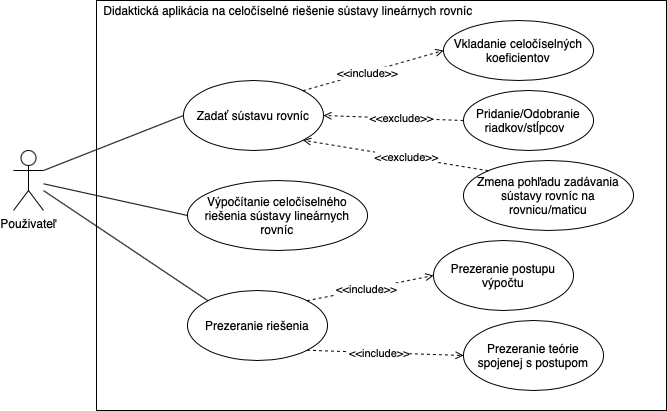 Didaktická aplikácia na celočíselné riešenie sústavy lineárnych rovníc
Vkladanie celočíselných
koeficientov
<<include>>
Zadať sústavu rovníc
<<exclude>>
Pridanie/Odobranie
riadkov/stĺpcov
<<exclude>>
Zmena pohľadu zadávania
sústavy rovníc na
rovnicu/maticu
Používateľ
Výpočítanie celočíselného
riešenia sústavy lineárnych
rovníc
Prezeranie postupu
výpočtu
<<include>>
Prezeranie riešenia
<<include>>
Prezeranie teórie
spojenej s postupom